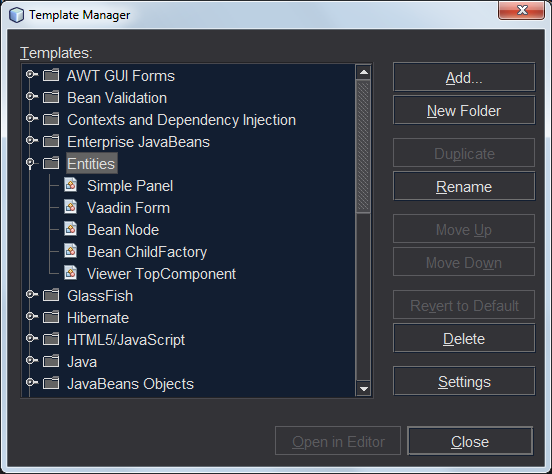 Template Manager
Templates:
AWT GUI Forms
Bean Validation
Contexts and Dependency Injection
Enterprise JavaBeans
Entities
Simple Panel
Vaadin Form
Bean Node
Bean ChildFactory
Viewer TopComponent
GlassFish
Hibernate
HTML5/JavaScript
Java
JavaBeans Objects
Add...
New Folder
Duplicate
Rename
Move Up
Move Down
Revert to Default
Delete
Settings
Open in Editor
Close